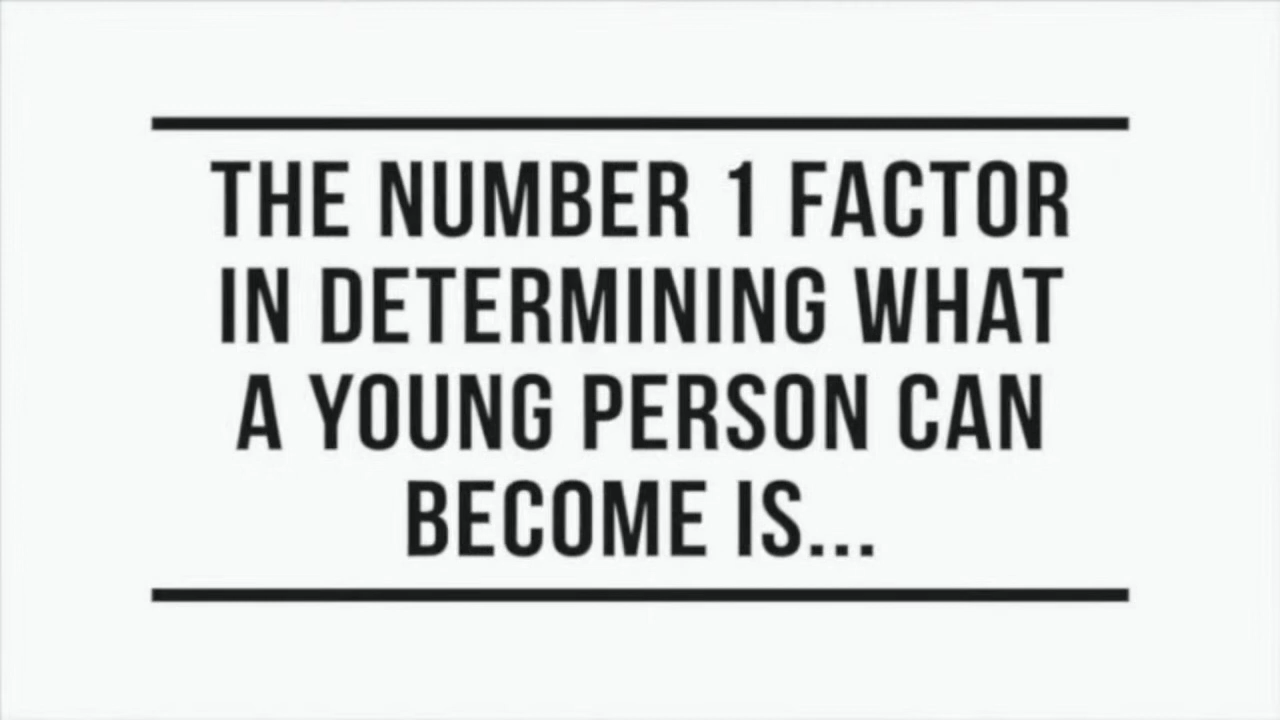 THE NUMBER 1 FACTOR
IN DETERMINING WHAT
A YOUNG PERSON CAN
BECOME IS...